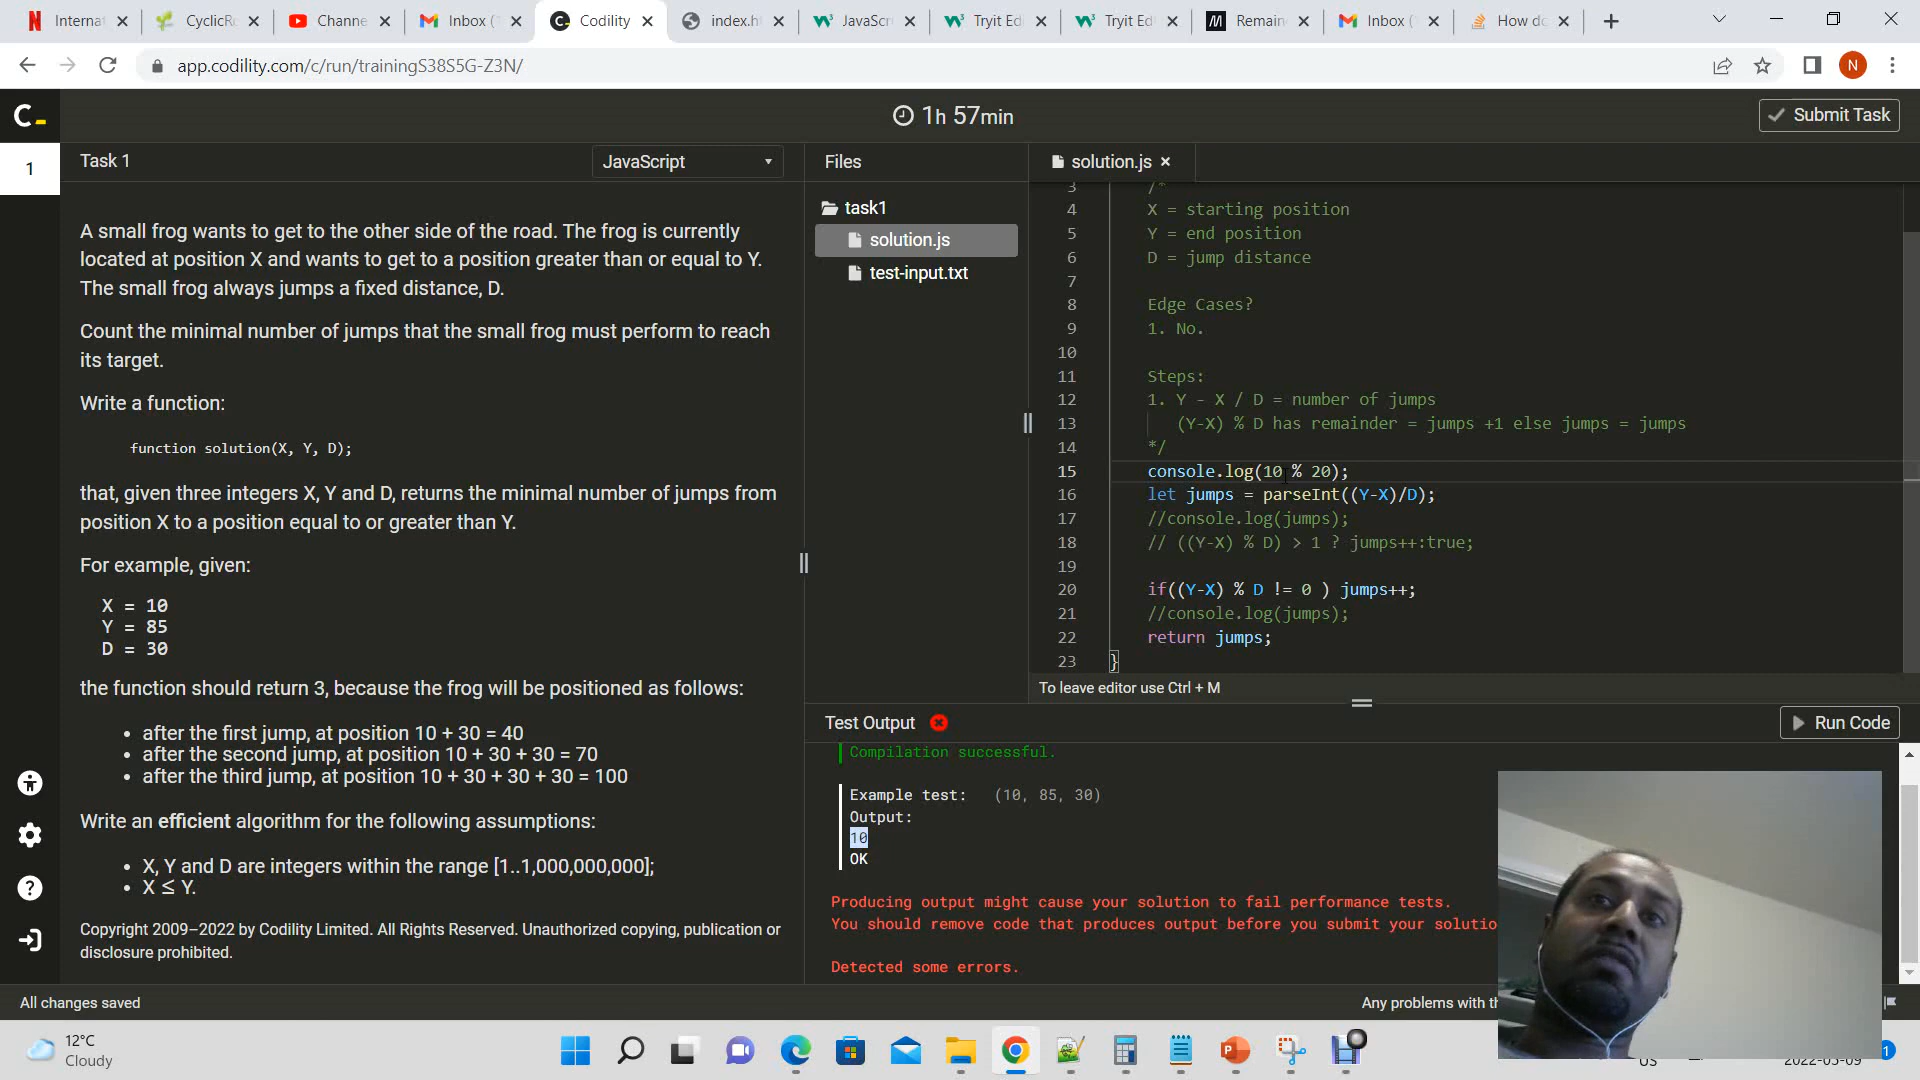 Internat
CyclicR
Channe
Inbox (
Codility
index.h
JavaScr
Tryit Ed
Tryit Ed
Remain
Inbox (
How do
app.codility.com/c/run/trainingS38S5G-Z3N/
N
C_
1h 57min
Submit Task
1
Task 1
JavaScript
A small frog wants to get to the other side of the road. The frog is currently
located at position X and wants to get to a position greater than or equal to Y.
The small frog always jumps a fixed distance, D.
Count the minimal number of jumps that the small frog must perform to reach
its target.
Write a function:
function solution(X, Y, D);
that, given three integers X, Y and D, returns the minimal number of jumps from
position X to a position equal to or greater than Y.
For example, given:
X = 10
Y = 85
D = 30
the function should return 3, because the frog will be positioned as follows:
• after the first jump, at position 10 + 30 = 40
• after the second jump, at position 10 + 30 + 30 = 70
• after the third jump, at position 10 + 30 + 30 + 30 = 100
Write an efficient algorithm for the following assumptions:
• X, Y and D are integers within the range [1..1,000,000,000];
• X ≤ Y.
Copyright 2009–2022 by Codility Limited. All Rights Reserved. Unauthorized copying, publication or
disclosure prohibited.
All changes saved
Files
task1
solution.js
test-input.txt
solution.js
3 /*
4 X = starting position
5 Y = end position
6 D = jump distance
7
8 Edge Cases?
9 1. No.
10
11 Steps:
12 1. Y - X / D = number of jumps
13 (Y-X) % D has remainder = jumps +1 else jumps = jumps
14 */
15 console.log(10 % 20);
16 let jumps = parseInt((Y-X)/D);
17 //console.log(jumps);
18 // ((Y-X) % D) > 1 ? jumps++:true;
19
20 if((Y-X) % D != 0 ) jumps++;
21 //console.log(jumps);
22 return jumps;
23 }
To leave editor use Ctrl + M
Test Output
Run Code
Compilation successful.
Example test: (10, 85, 30)
Output:
10
OK
Producing output might cause your solution to fail performance tests.
You should remove code that produces output before you submit your solutio
Detected some errors.
Any problems with th
12°C
Cloudy
US
2022-05-09
1